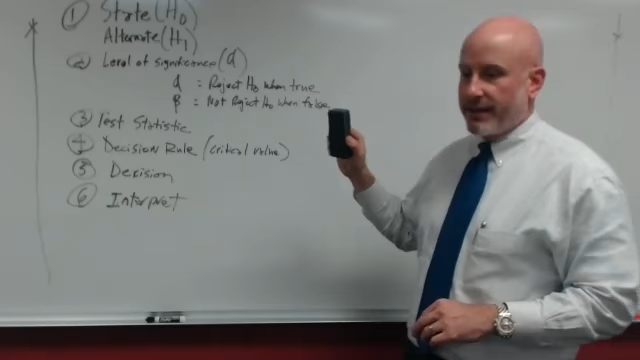 ① State (H0)
Alternate (H1)
② Level of significance (α)
α = Reject H0 when true
β = Not Reject H0 when false
③ Test Statistic
④ Decision Rule (critical value)
⑤ Decision
⑥ Interpret